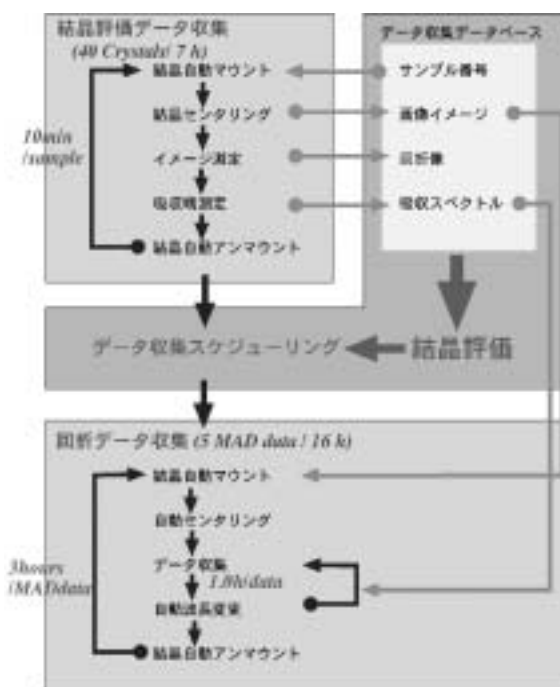 結晶評価データ収集
(40 Crystals/ 7 h)
結晶自動マウント
結晶センタリング
イメージ測定
吸収端測定
結晶自動アンマウント
10min
/sample
データ収集データベース
サンプル番号
画像イメージ
回折像
吸収スペクトル
データ収集スケジューリング
結晶評価
回折データ収集 (5 MAD data / 16 h)
結晶自動マウント
自動センタリング
データ収集
自動波長変更
結晶自動アンマウント
3hours
/MADdata